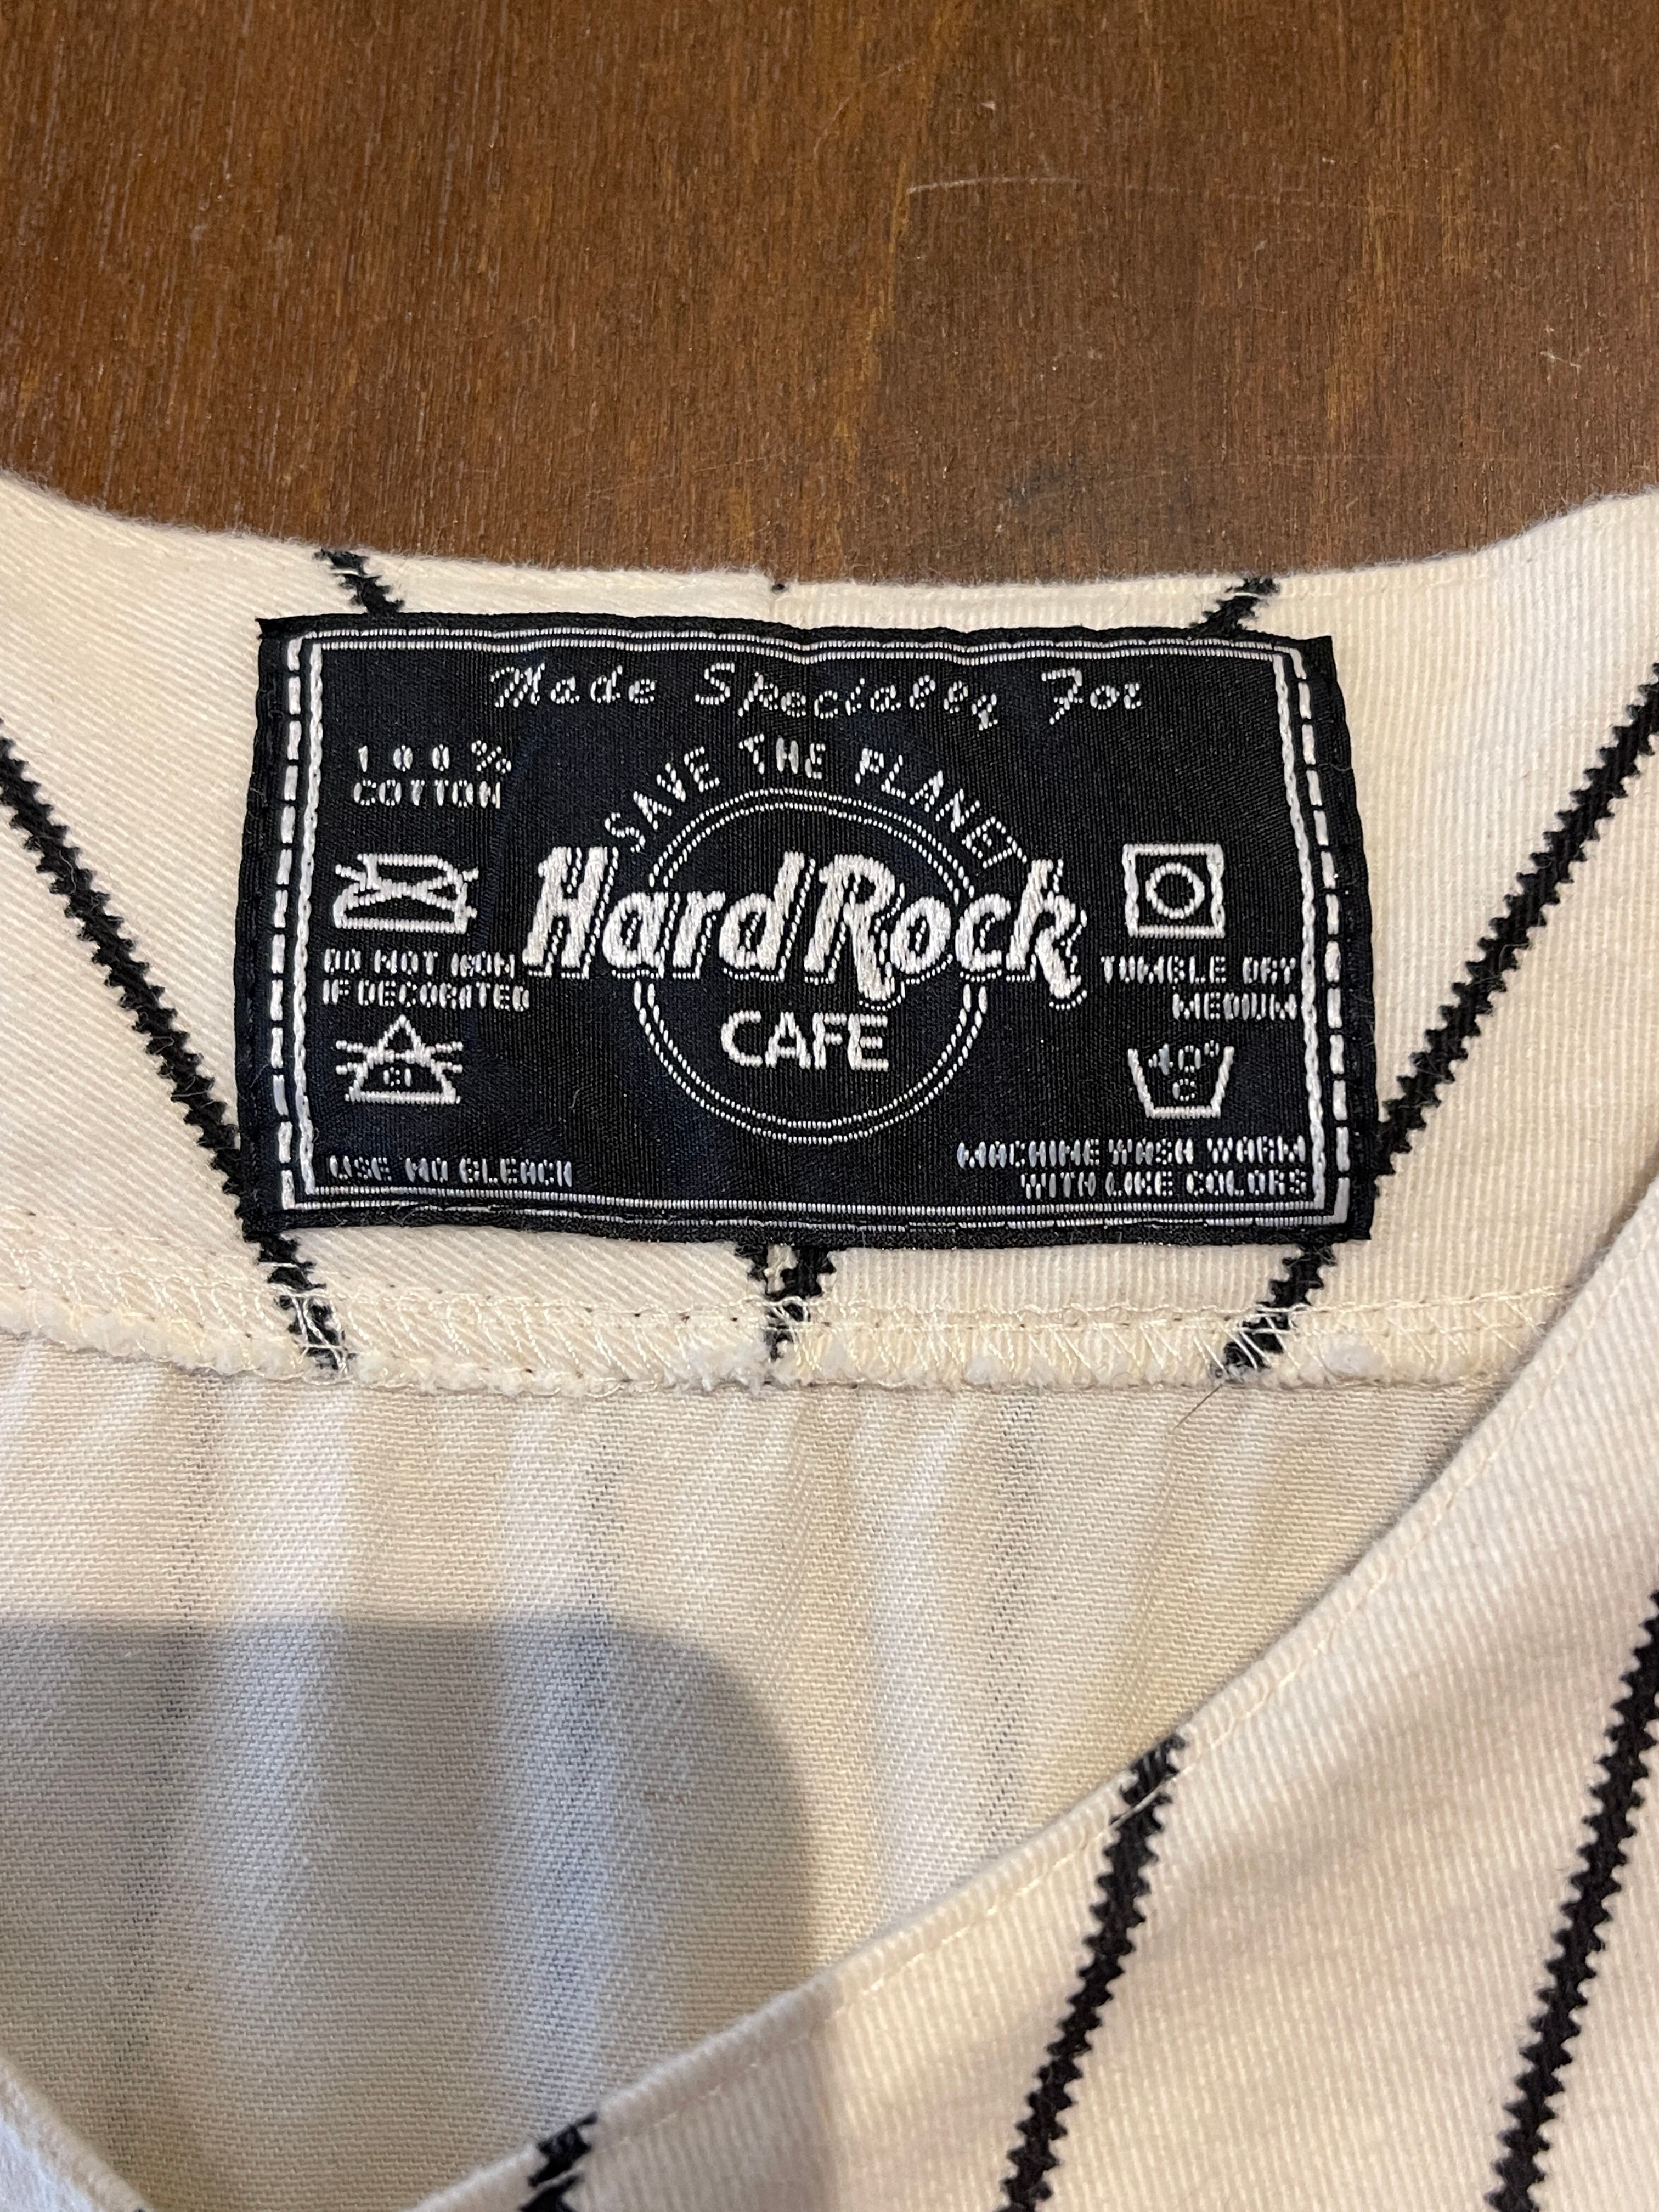 Made Specially For
100%
COTTON
SAVE THE PLANET
Hard Rock
CAFE
DO NOT IRON
IF DECORATED
TUMBLE DRY
MEDIUM
Cl
40°
C
USE NO BLEACH
MACHINE WASH WARM
WITH LIKE COLORS